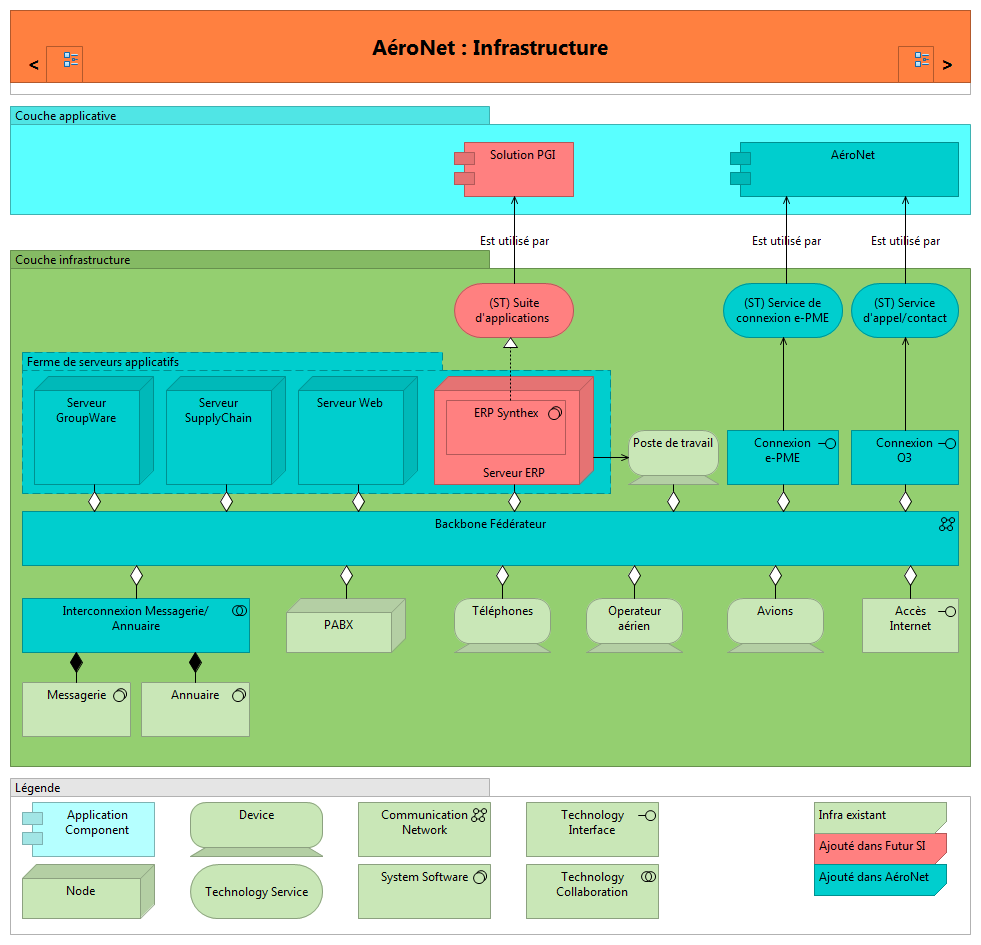 AéroNet : Infrastructure
<
>
Couche applicative
Solution PGI
AéroNet
Est utilisé par
Est utilisé par
Est utilisé par
Couche infrastructure
(ST) Suite
d'applications
(ST) Service de
connexion e-PME
(ST) Service
d'appel/contact
Ferme de serveurs applicatifs
Serveur
GroupWare
Serveur
SupplyChain
Serveur Web
ERP Synthex
Serveur ERP
Poste de travail
Connexion
e-PME
Connexion
O3
Backbone Fédérateur
Interconnexion Messagerie/
Annuaire
PABX
Téléphones
Operateur
aérien
Avions
Accès
Internet
Messagerie
Annuaire
Légende
Application
Component
Device
Communication
Network
Technology
Interface
Node
Technology Service
System Software
Technology
Collaboration
Infra existant
Ajouté dans Futur SI
Ajouté dans AéroNet